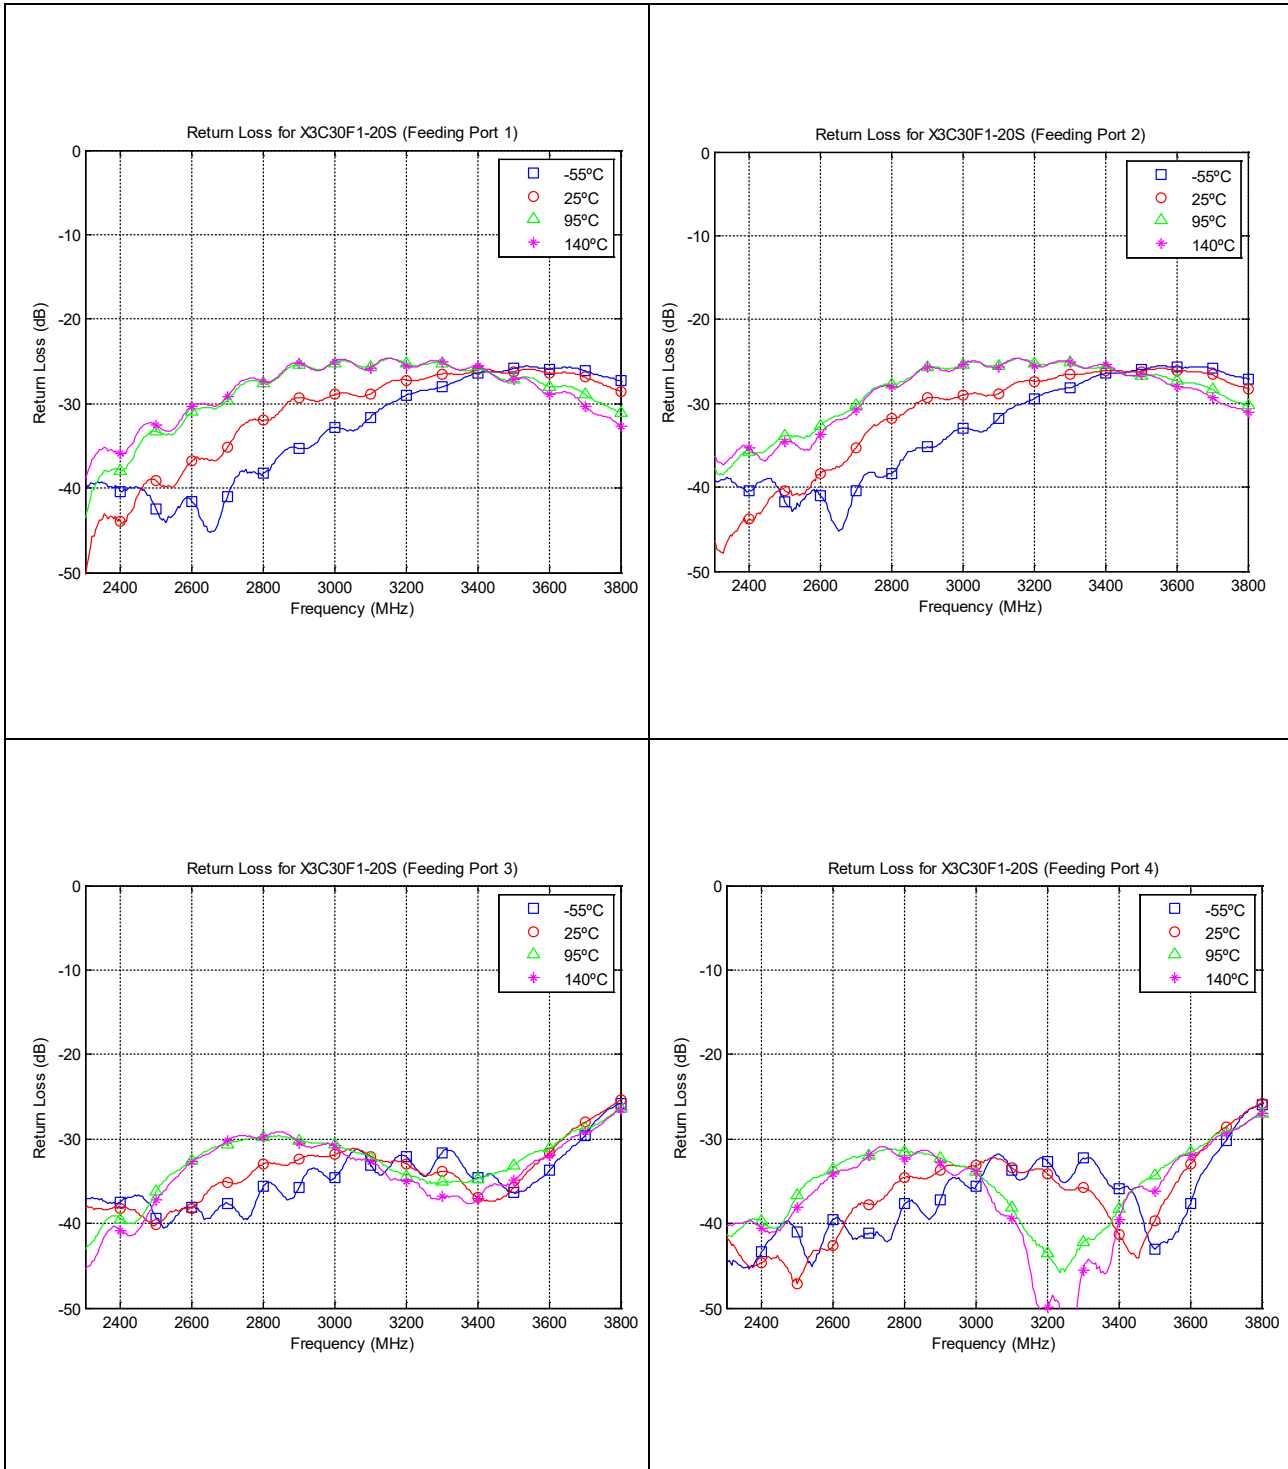 Return Loss for X3C30F1-20S (Feeding Port 1)
0
-10
-20
-30
-40
-50
Return Loss (dB)
-55ºC
25ºC
95ºC
140ºC
2400 2600 2800 3000 3200 3400 3600 3800
Frequency (MHz)
Return Loss for X3C30F1-20S (Feeding Port 2)
0
-10
-20
-30
-40
-50
Return Loss (dB)
-55ºC
25ºC
95ºC
140ºC
2400 2600 2800 3000 3200 3400 3600 3800
Frequency (MHz)
Return Loss for X3C30F1-20S (Feeding Port 3)
0
-10
-20
-30
-40
-50
Return Loss (dB)
-55ºC
25ºC
95ºC
140ºC
2400 2600 2800 3000 3200 3400 3600 3800
Frequency (MHz)
Return Loss for X3C30F1-20S (Feeding Port 4)
0
-10
-20
-30
-40
-50
Return Loss (dB)
-55ºC
25ºC
95ºC
140ºC
2400 2600 2800 3000 3200 3400 3600 3800
Frequency (MHz)